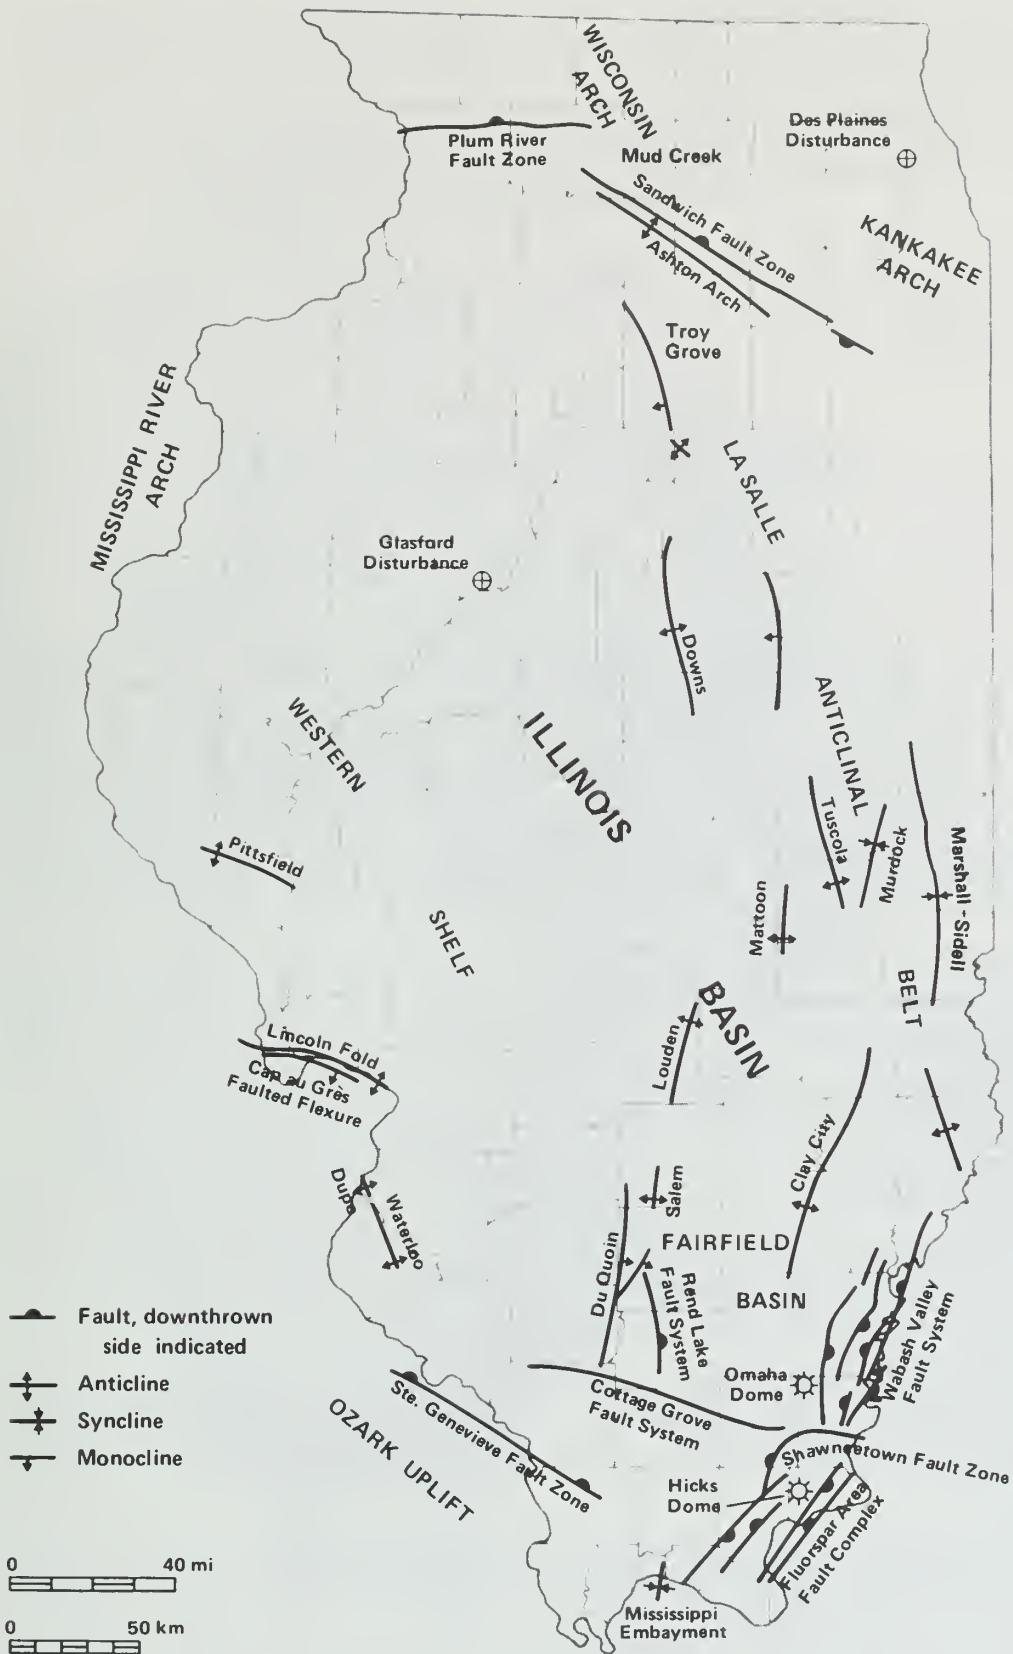 WISCONSIN
ARCH
Plum River
Fault Zone
Mud Creek
Des Plaines
Disturbance
Sandwich Fault Zone
Ashton Arch
KANKAKEE
ARCH
Troy
Grove
MISSISSIPPI RIVER
ARCH
LA SALLE
Glasford
Disturbance
Downs
ANTICLINAL
WESTERN
ILLINOIS
Tuscola
Murdock
Marshall - Sidell
Pittsfield
Mattoon
SHELF
BELT
BASIN
Lincoln Fold
Cap au Grès
Faulted Flexure
Louden
Clay City
Dupo
Waterloo
Salem
FAIRFIELD
BASIN
Du Quoin
Rend Lake
Fault System
Wabash Valley
Fault System
Omaha
Dome
Fault, downthrown
side indicated
Anticline
Syncline
Monocline
Cottage Grove
Fault System
Ste. Genevieve Fault Zone
OZARK UPLIFT
Shawneetown Fault Zone
Hicks
Dome
Fluorspar Area
Fault Complex
Mississippi
Embayment
0 40 mi
0 50 km